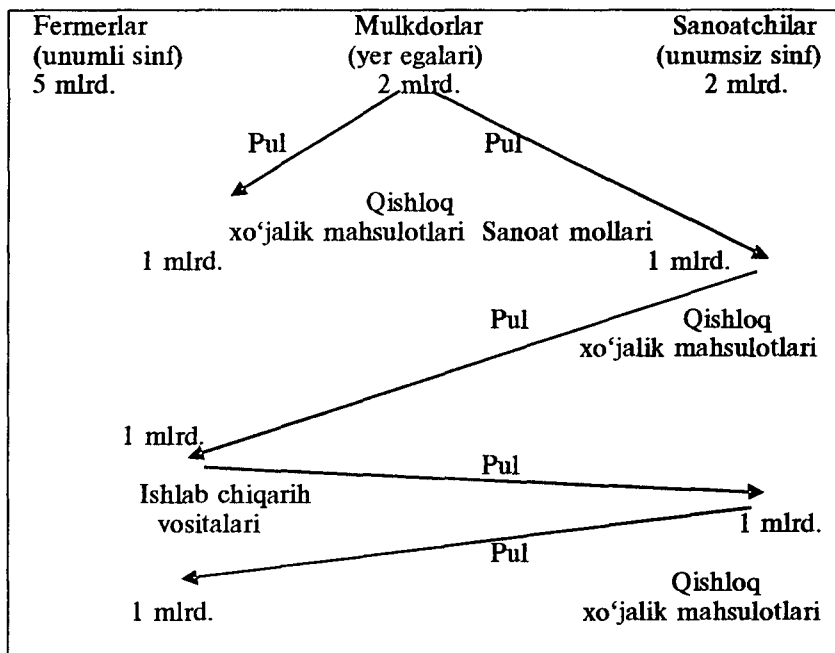 Fermerlar Mulkdorlar Sanoatchilar
(unumli sinf) (yer egalari) (unumsiz sinf)
5 mlrd. 2 mlrd. 2 mlrd.
Pul Pul
Qishloq
xo‘jalik mahsulotlari Sanoat mollari
1 mlrd. 1 mlrd.
Pul Qishloq
xo‘jalik mahsulotlari
1 mlrd.
Pul
Ishlab chiqarih
vositalari
1 mlrd.
Pul
Qishloq
1 mlrd. xo‘jalik mahsulotlari